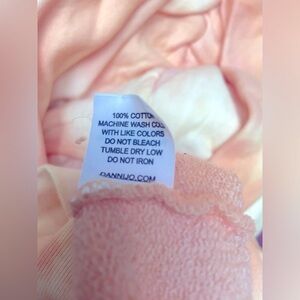 100% COTTON
MACHINE WASH COLD
WITH LIKE COLORS
DO NOT BLEACH
TUMBLE DRY LOW
DO NOT IRON
DANNIJO.COM